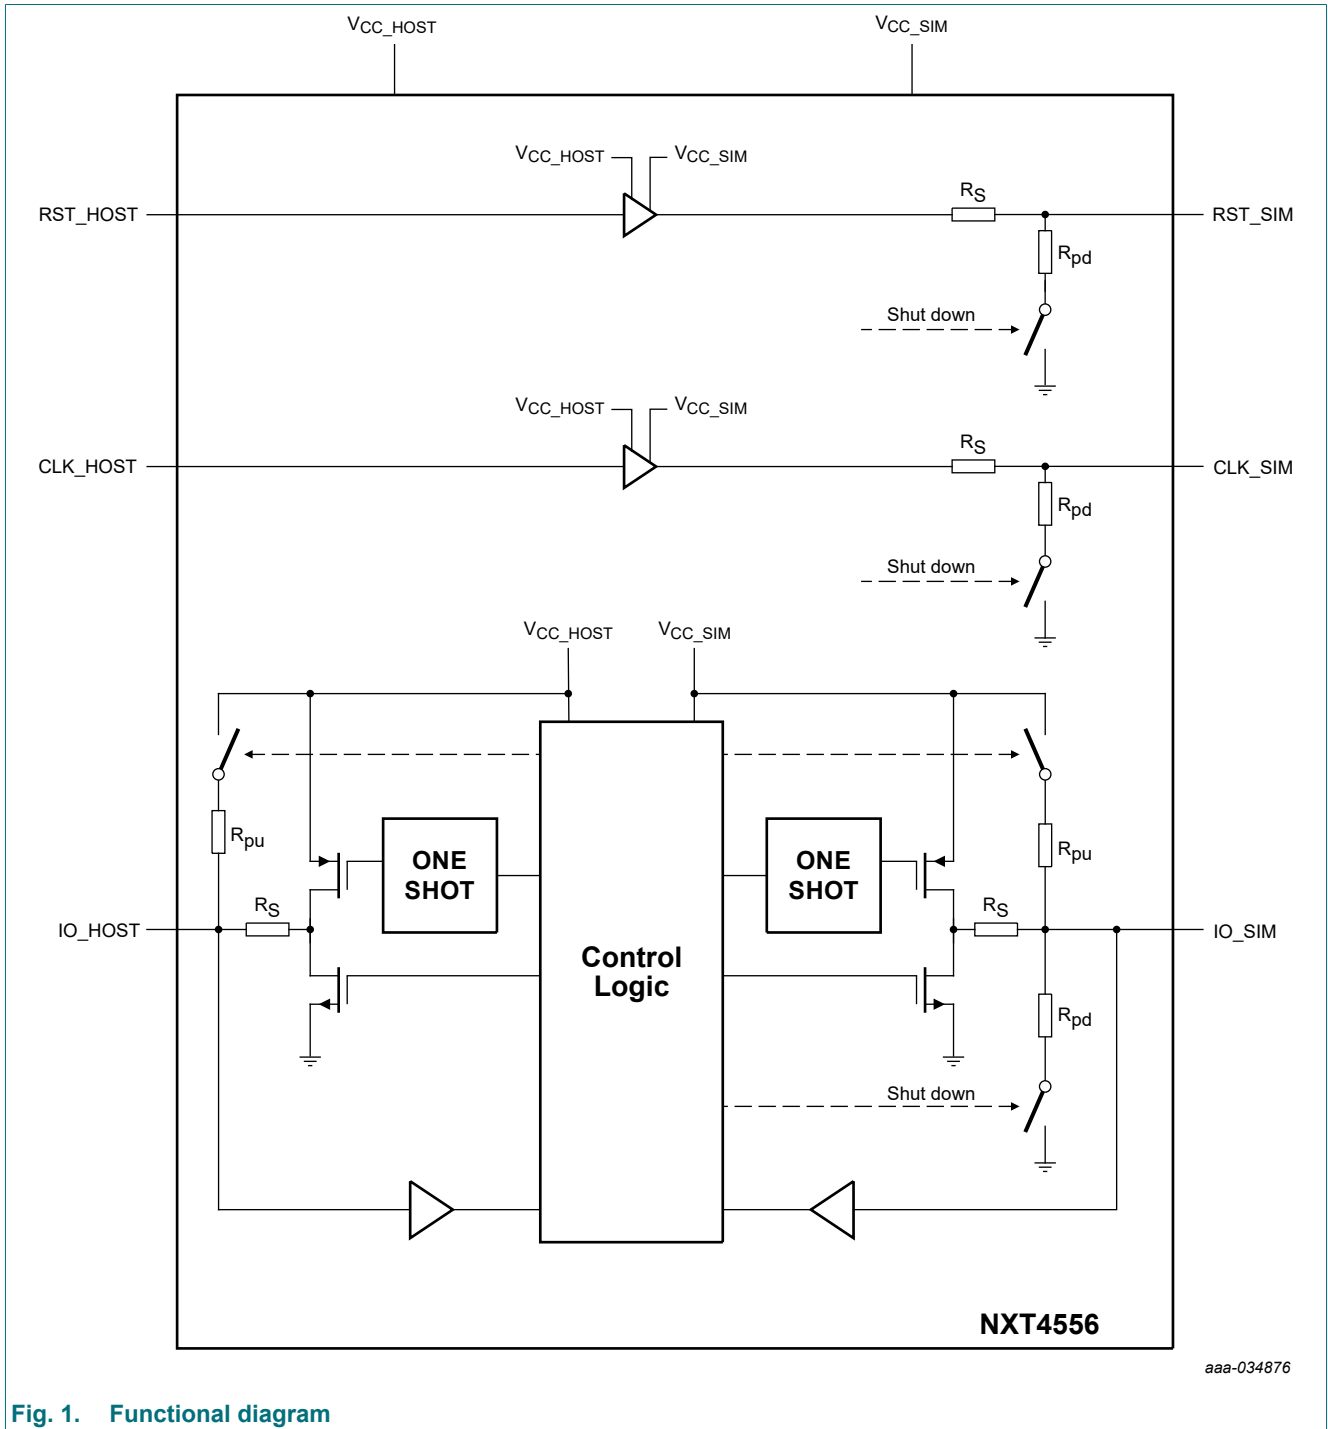 VCC_HOST
VCC_SIM
VCC_HOST
VCC_SIM
RST_HOST
RS
RST_SIM
Rpd
Shut down
VCC_HOST
VCC_SIM
CLK_HOST
RS
CLK_SIM
Rpd
Shut down
VCC_HOST
VCC_SIM
Rpu
ONE
SHOT
ONE
SHOT
Rpu
IO_HOST
RS
RS
IO_SIM
Control
Logic
Rpd
Shut down
NXT4556
aaa-034876
Fig. 1. Functional diagram